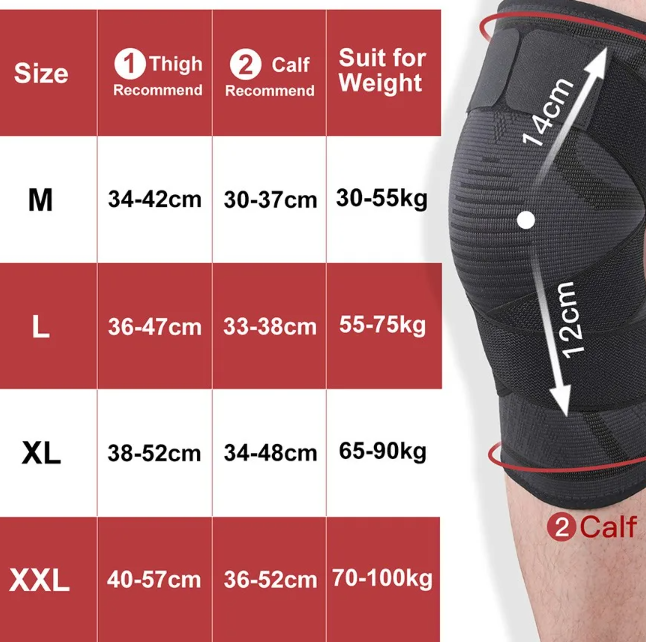 Size
1 Thigh
Recommend
2 Calf
Recommend
Suit for
Weight
M 34-42cm 30-37cm 30-55kg
L 36-47cm 33-38cm 55-75kg
XL 38-52cm 34-48cm 65-90kg
XXL 40-57cm 36-52cm 70-100kg
14cm
12cm
2 Calf